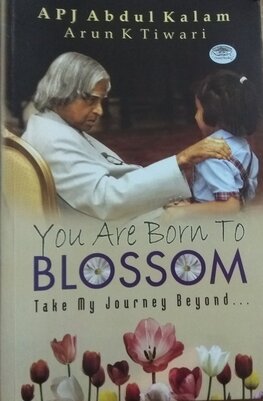 APJ Abdul Kalam
Arun K Tiwari
You Are Born To
BLOSSOM
Take My Journey Beyond...